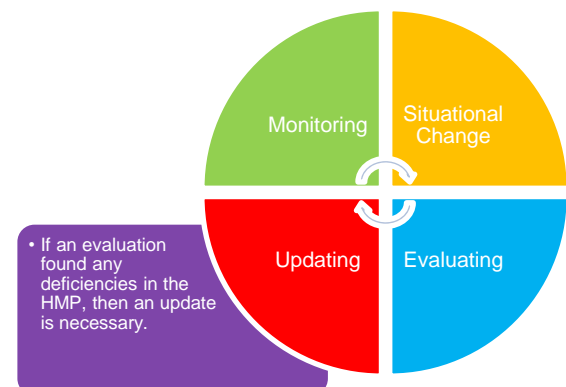 Monitoring
Situational
Change
• If an evaluation
found any
deficiencies in the
HMP, then an update
is necessary.
Updating
Evaluating